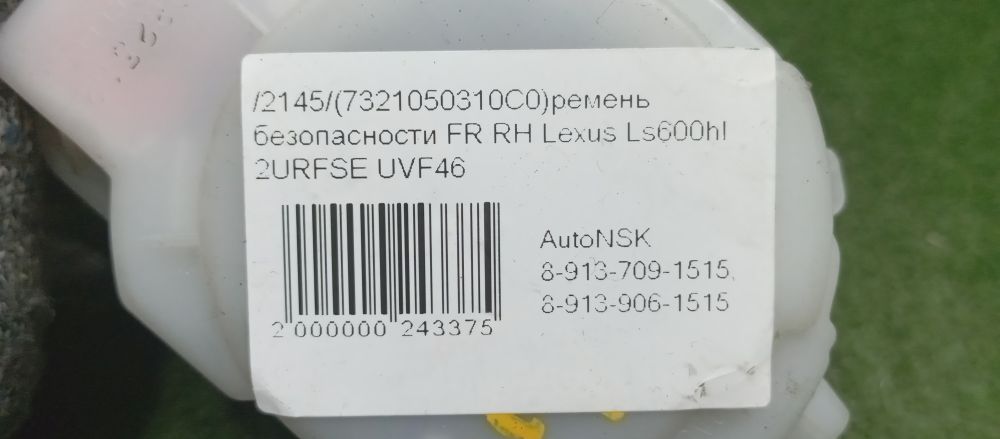 /2145/(7321050310C0)ремень
безопасности FR RH Lexus Ls600hl
2URFSE UVF46
AutoNSK
8-913-709-1515,
8-913-906-1515
2 000000 243375